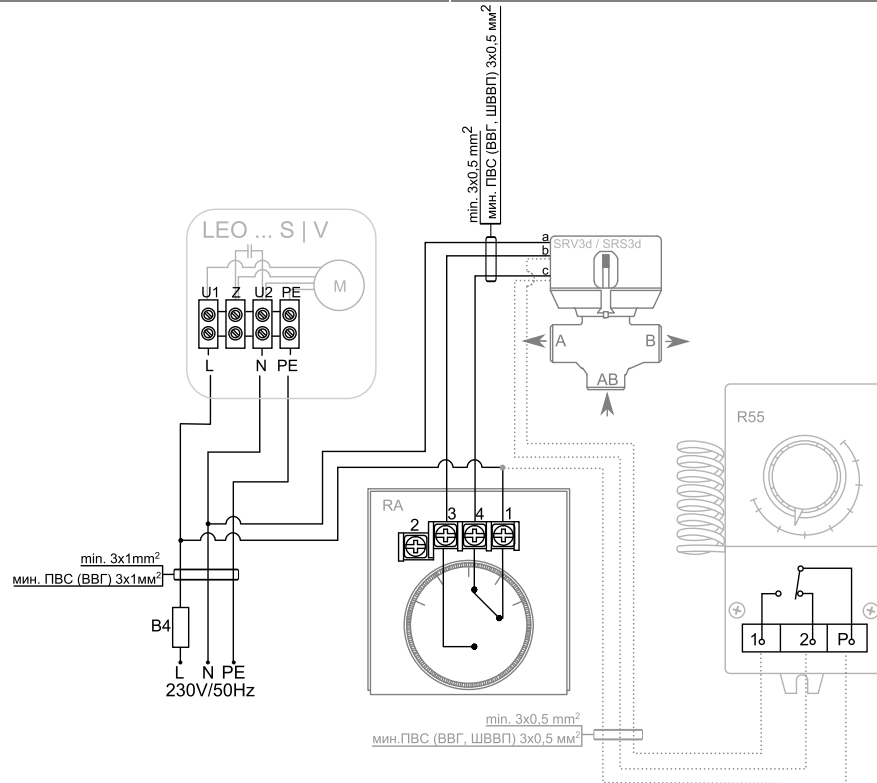 min. 3x0,5 mm²
мин. ПВС (ВВГ, ШВВП) 3x0,5 мм²
LEO ... S | V
M
U1 Z U2 PE
L N PE
a
b
c
SRV3d / SRS3d
A B
AB
R55
RA
2 3 4 1
min. 3x1mm²
мин. ПВС (ВВГ) 3x1мм²
B4
L N PE
230V/50Hz
1 2 P
min. 3x0,5 mm²
мин.ПВС (ВВГ, ШВВП) 3x0,5 мм²